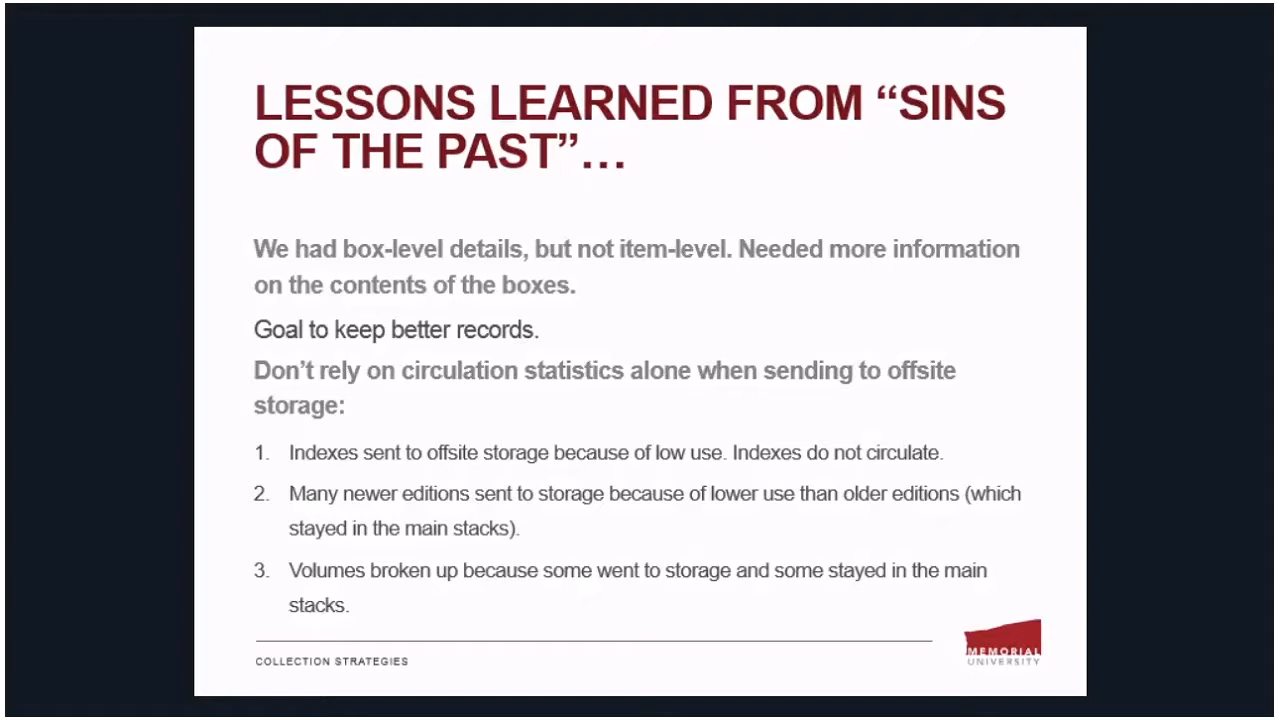 LESSONS LEARNED FROM “SINS
OF THE PAST”…
We had box-level details, but not item-level. Needed more information
on the contents of the boxes.
Goal to keep better records.
Don’t rely on circulation statistics alone when sending to offsite
storage:
1. Indexes sent to offsite storage because of low use. Indexes do not circulate.
2. Many newer editions sent to storage because of lower use than older editions (which
stayed in the main stacks).
3. Volumes broken up because some went to storage and some stayed in the main
stacks.
COLLECTION STRATEGIES
MEMORIAL
UNIVERSITY